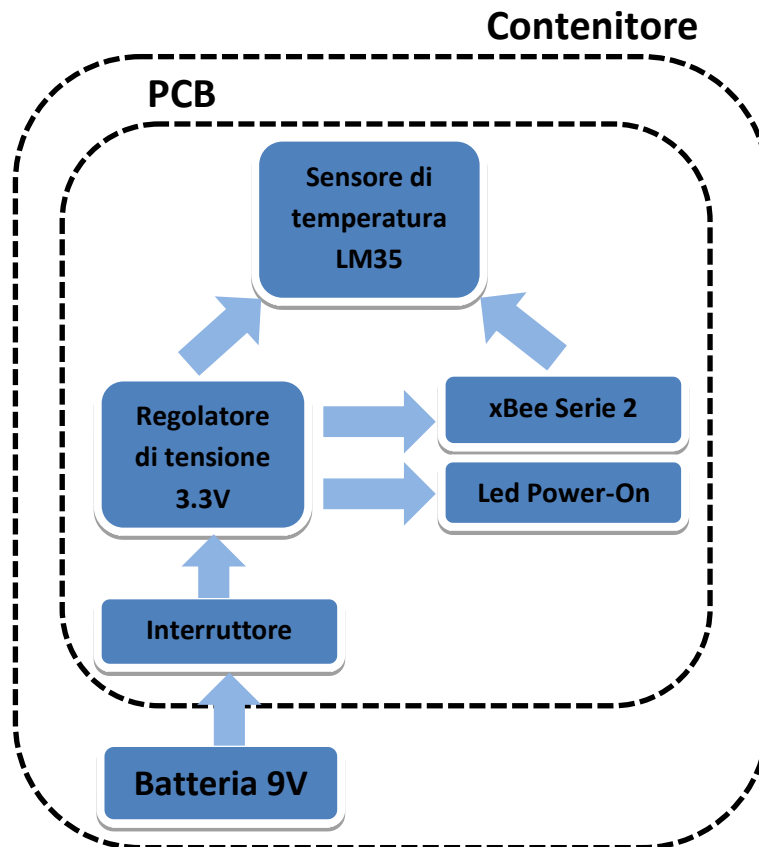 Contenitore
PCB
Sensore di
temperatura
LM35
Regolatore
di tensione
3.3V
xBee Serie 2
Led Power-On
Interruttore
Batteria 9V